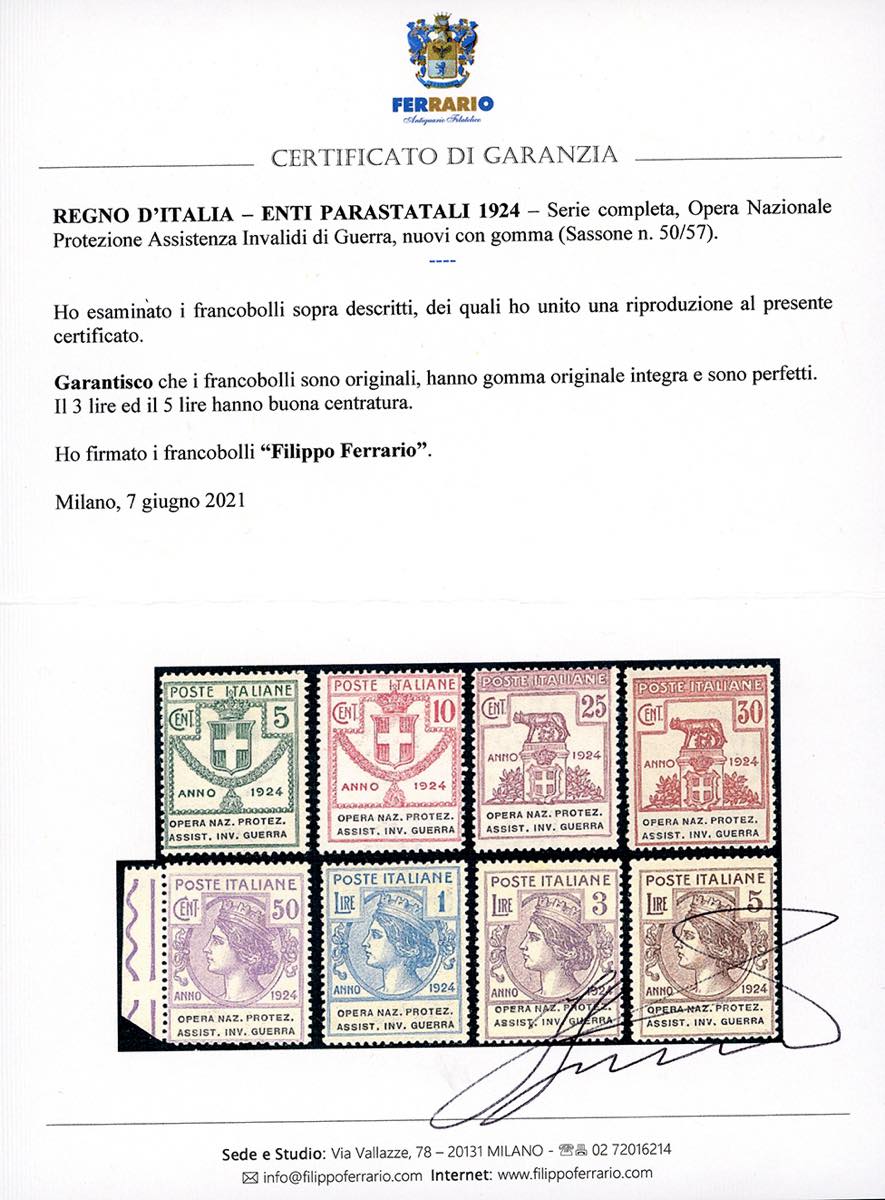 FERRARIO
Antiquario Filatelico
CERTIFICATO DI GARANZIA
REGNO D'ITALIA – ENTI PARASTATALI 1924 – Serie completa, Opera Nazionale
Protezione Assistenza Invalidi di Guerra, nuovi con gomma (Sassone n. 50/57).
----
Ho esaminato i francobolli sopra descritti, dei quali ho unito una riproduzione al presente
certificato.
Garantisco che i francobolli sono originali, hanno gomma originale integra e sono perfetti.
Il 3 lire ed il 5 lire hanno buona centratura.
Ho firmato i francobolli “Filippo Ferrario”.
Milano, 7 giugno 2021
POSTE ITALIANE
CENT. 5
ANNO 1924
OPERA NAZ. PROTEZ.
ASSIST. INV. GUERRA
POSTE ITALIANE
CENT. 10
ANNO 1924
OPERA NAZ. PROTEZ.
ASSIST. INV. GUERRA
POSTE ITALIANE
CENT. 25
ANNO 1924
OPERA NAZ. PROTEZ.
ASSIST. INV. GUERRA
POSTE ITALIANE
CENT. 30
ANNO 1924
OPERA NAZ. PROTEZ.
ASSIST. INV. GUERRA
POSTE ITALIANE
CENT. 50
ANNO 1924
OPERA NAZ. PROTEZ.
ASSIST. INV. GUERRA
POSTE ITALIANE
LIRE 1
ANNO 1924
OPERA NAZ. PROTEZ.
ASSIST. INV. GUERRA
POSTE ITALIANE
LIRE 3
ANNO 1924
OPERA NAZ. PROTEZ.
ASSIST. INV. GUERRA
POSTE ITALIANE
LIRE 5
ANNO 1924
OPERA NAZ. PROTEZ.
ASSIST. INV. GUERRA
Sede e Studio: Via Vallazze, 78 – 20131 MILANO - 02 72016214
info@filippoferrario.com Internet: www.filippoferrario.com